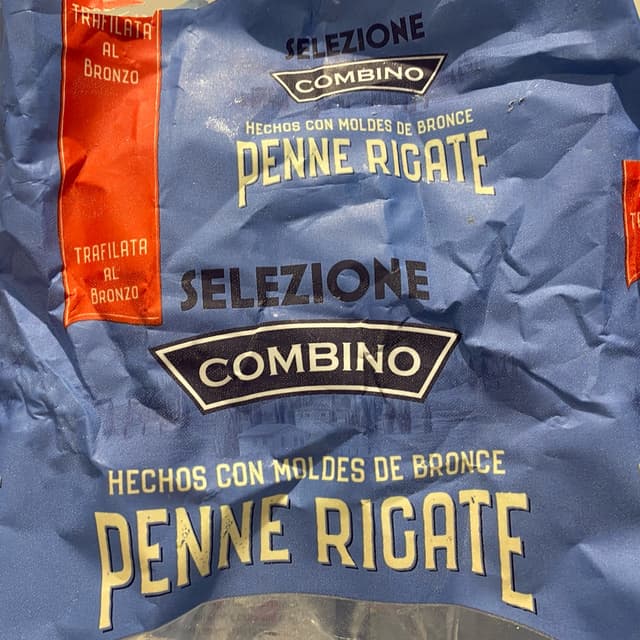 TRAFILATA
AL
BRONZO
SELEZIONE
COMBINO
HECHOS CON MOLDES DE BRONCE
PENNE RIGATE
TRAFILATA
AL
BRONZO
SELEZIONE
COMBINO
HECHOS CON MOLDES DE BRONCE
PENNE RIGATE